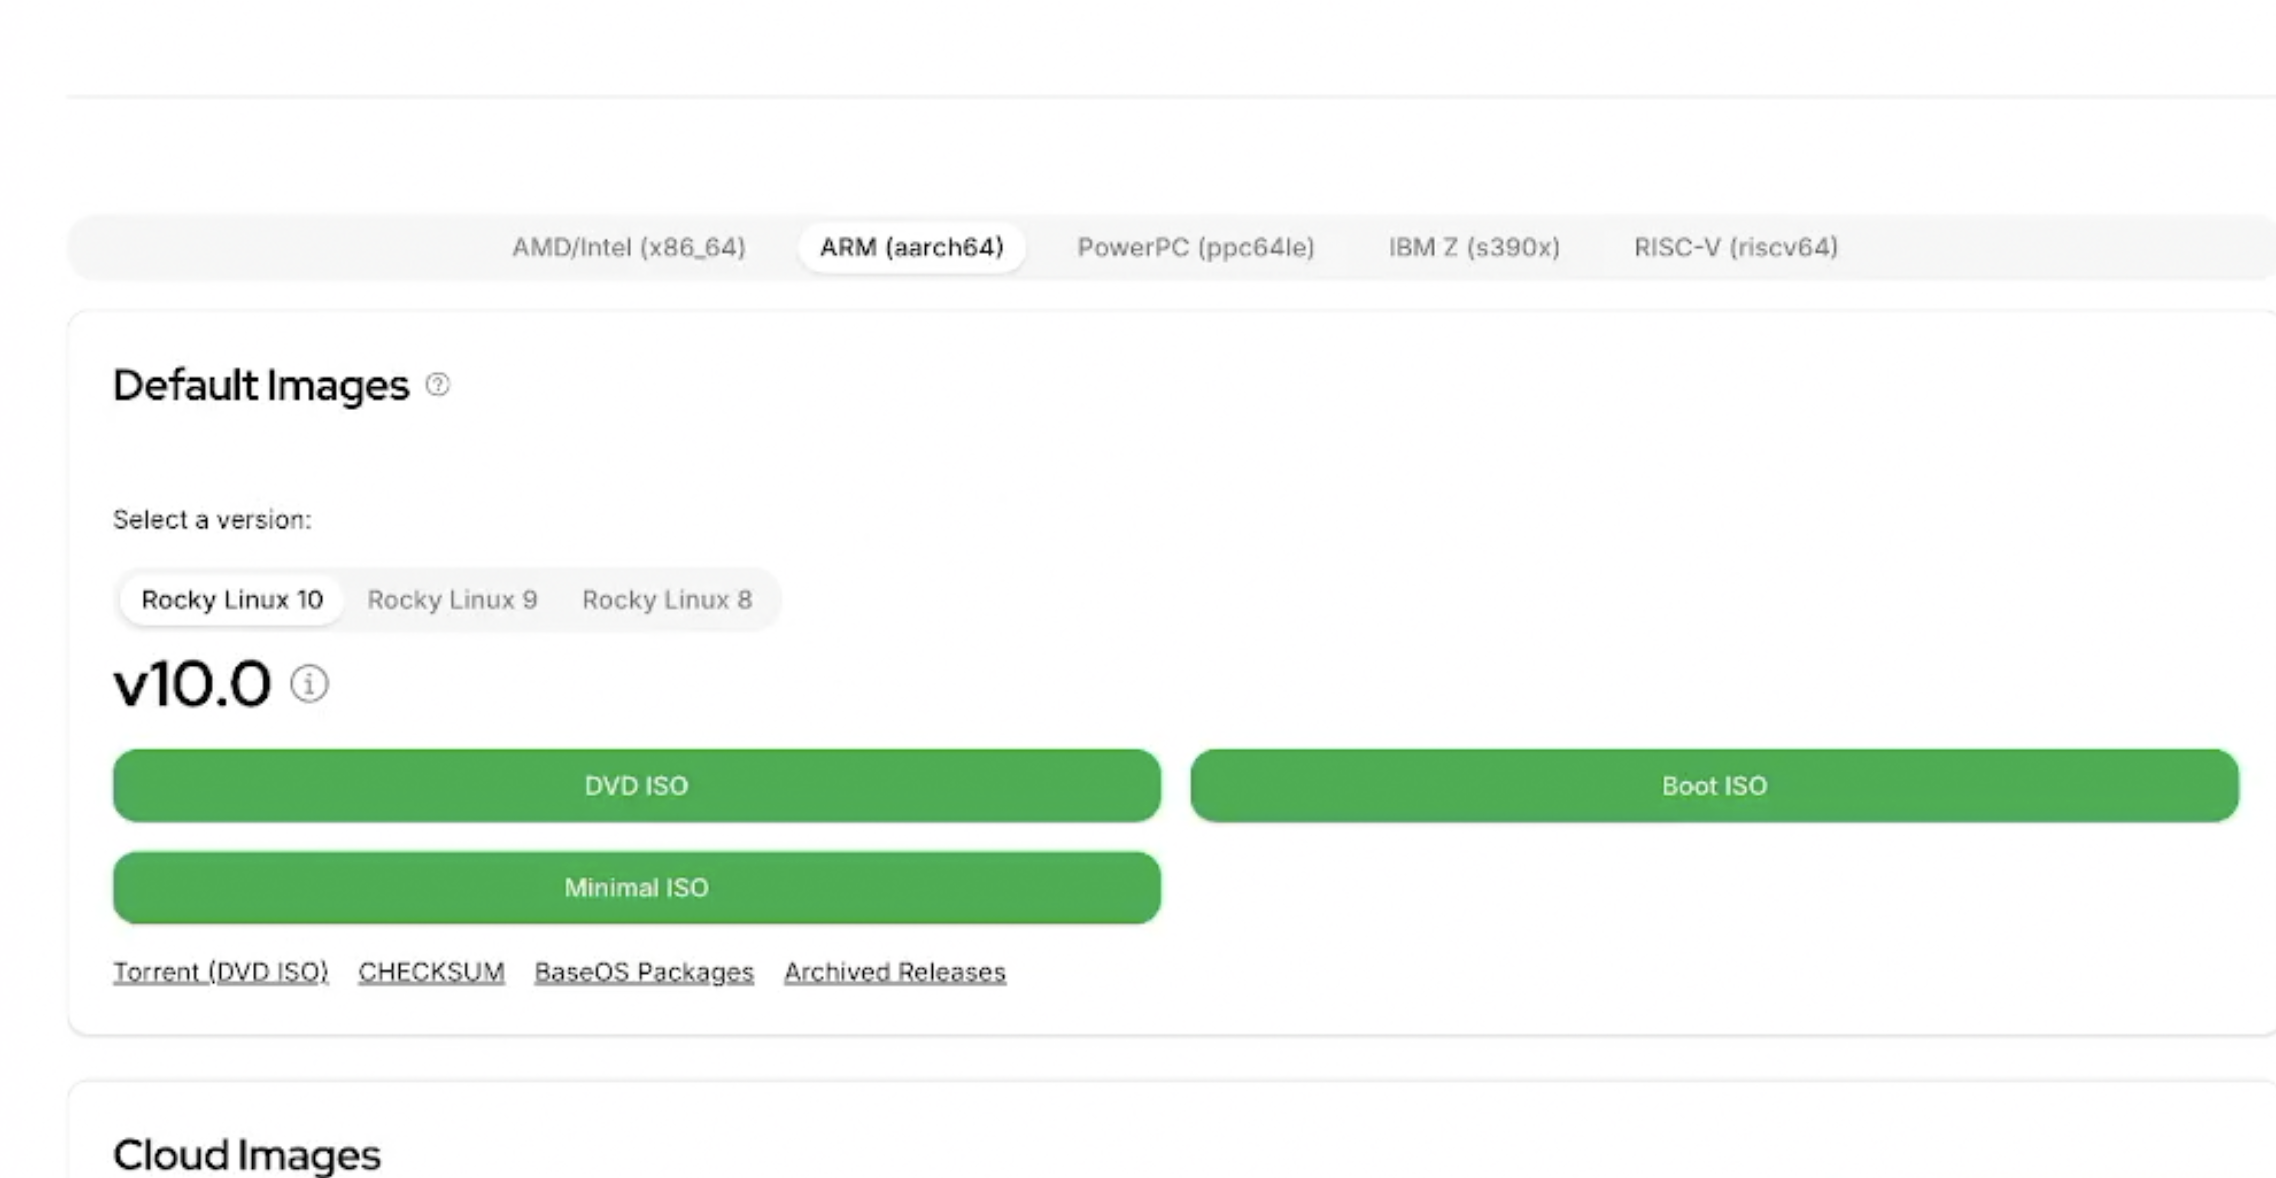 AMD/Intel (x86_64) ARM (aarch64) PowerPC (ppc64le) IBM Z (s390x) RISC-V (riscv64)
Default Images
Select a version:
Rocky Linux 10 Rocky Linux 9 Rocky Linux 8
v10.0
DVD ISO Boot ISO
Minimal ISO
Torrent (DVD ISO) CHECKSUM BaseOS Packages Archived Releases
Cloud Images